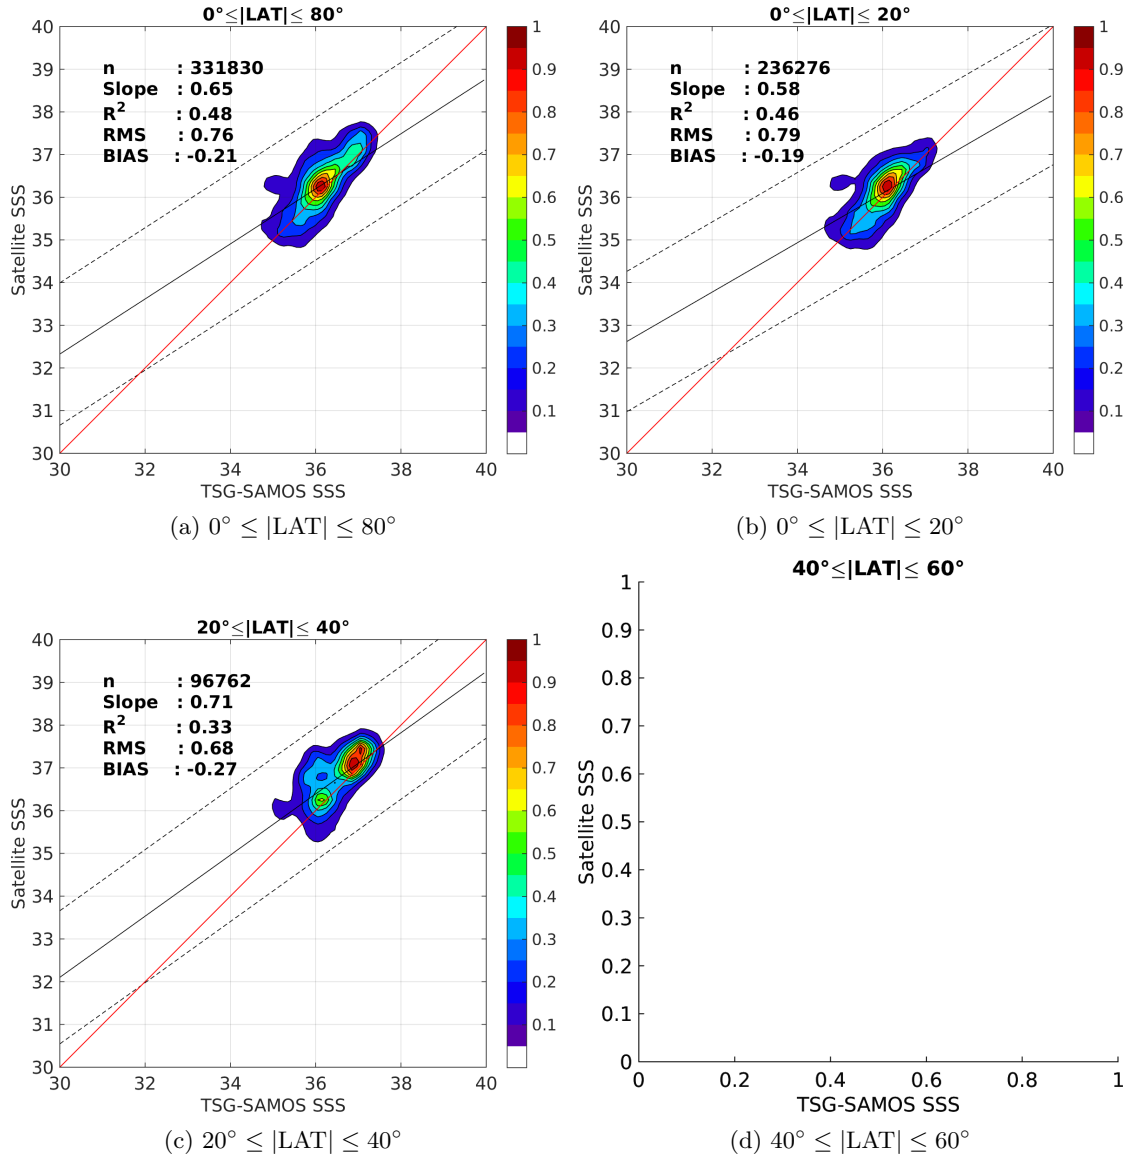 0°≤|LAT|≤ 80°
n : 331830
Slope : 0.65
R2 : 0.48
RMS : 0.76
BIAS : -0.21
Satellite SSS
40
39
38
37
36
35
34
33
32
31
30
30 32 34 36 38 40
TSG-SAMOS SSS
1
0.9
0.8
0.7
0.6
0.5
0.4
0.3
0.2
0.1
(a) 0° ≤ |LAT| ≤ 80°
0°≤|LAT|≤ 20°
n : 236276
Slope : 0.58
R2 : 0.46
RMS : 0.79
BIAS : -0.19
Satellite SSS
40
39
38
37
36
35
34
33
32
31
30
30 32 34 36 38 40
TSG-SAMOS SSS
1
0.9
0.8
0.7
0.6
0.5
0.4
0.3
0.2
0.1
(b) 0° ≤ |LAT| ≤ 20°
20°≤|LAT|≤ 40°
n : 96762
Slope : 0.71
R2 : 0.33
RMS : 0.68
BIAS : -0.27
Satellite SSS
40
39
38
37
36
35
34
33
32
31
30
30 32 34 36 38 40
TSG-SAMOS SSS
1
0.9
0.8
0.7
0.6
0.5
0.4
0.3
0.2
0.1
(c) 20° ≤ |LAT| ≤ 40°
40°≤|LAT|≤ 60°
Satellite SSS
1
0.9
0.8
0.7
0.6
0.5
0.4
0.3
0.2
0.1
0
0 0.2 0.4 0.6 0.8 1
TSG-SAMOS SSS
(d) 40° ≤ |LAT| ≤ 60°